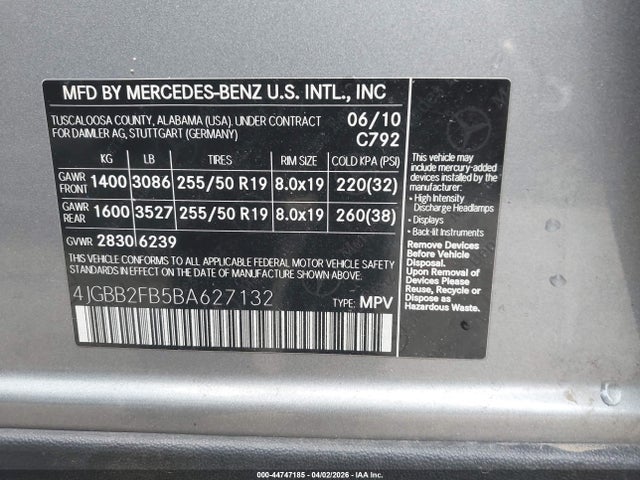 MFD BY MERCEDES-BENZ U.S. INTL., INC
TUSCALOOSA COUNTY, ALABAMA (USA). UNDER CONTRACT
FOR DAIMLER AG, STUTTGART (GERMANY)
06/10
C792
KG LB TIRES RIM SIZE COLD KPA (PSI)
GAWR FRONT 1400 3086 255/50 R19 8.0x19 220(32)
GAWR REAR 1600 3527 255/50 R19 8.0x19 260(38)
GVWR 2830 6239
THIS VEHICLE CONFORMS TO ALL APPLICABLE FEDERAL MOTOR VEHICLE SAFETY
STANDARDS IN EFFECT ON THE DATE OF MANUFACTURE SHOWN ABOVE.
4JGBB2FB5BA627132
TYPE: MPV
This vehicle may
include mercury-added
devices installed by the
manufacturer:
• High Intensity
Discharge Headlamps
• Displays
• Back-lit Instruments
Remove Devices
Before Vehicle
Disposal.
Upon Removal of
Devices Please
Reuse, Recycle or
Dispose as
Hazardous Waste.
000-44747185 - 04/02/2026 - IAA Inc.